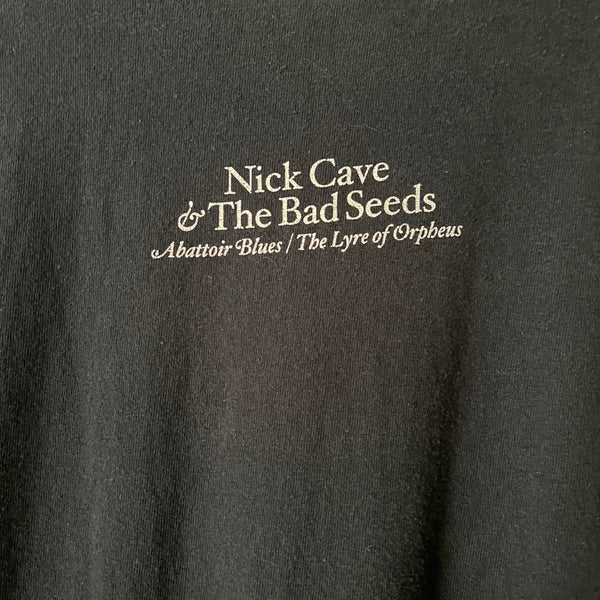 Nick Cave
& The Bad Seeds
Abattoir Blues / The Lyre of Orpheus